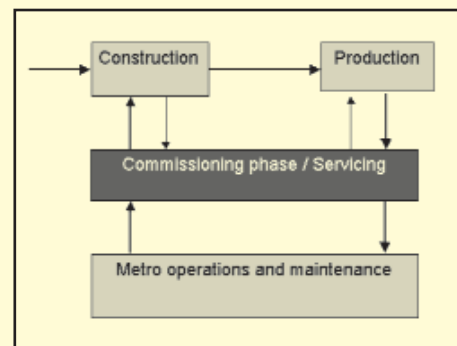 Construction
Production
Commissioning phase / Servicing
Metro operations and maintenance